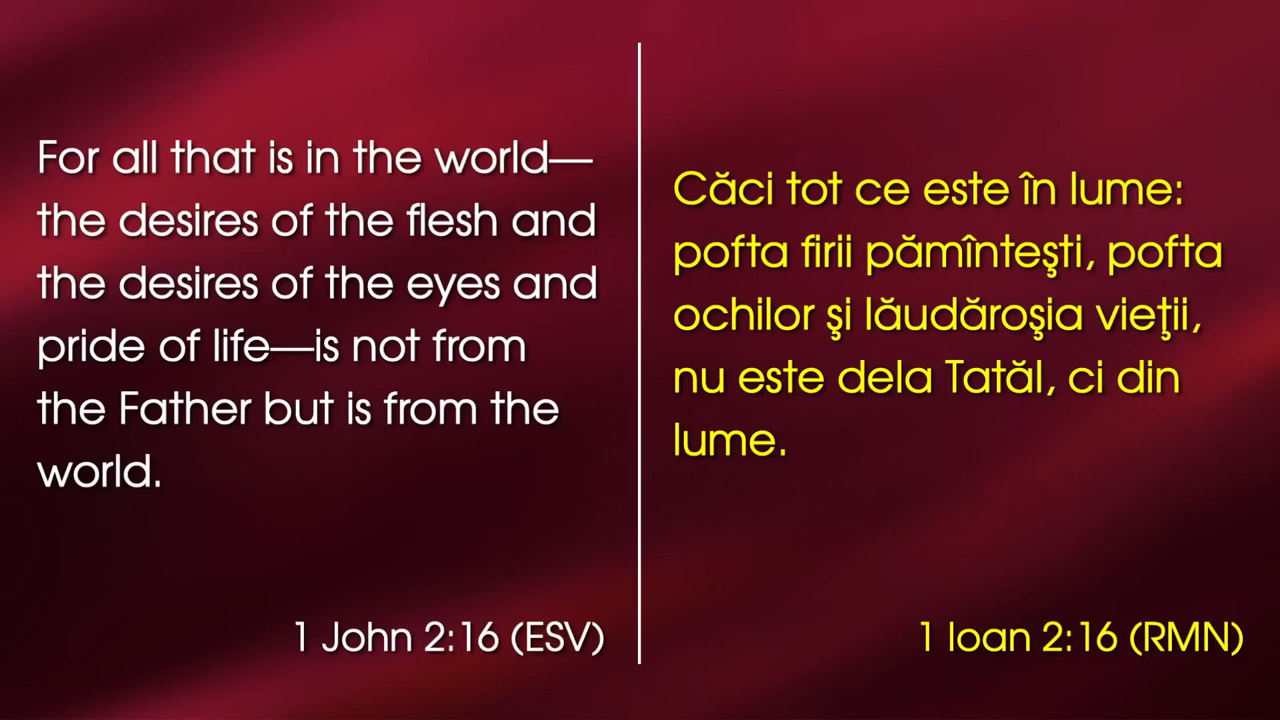 For all that is in the world—
the desires of the flesh and
the desires of the eyes and
pride of life—is not from
the Father but is from the
world.
1 John 2:16 (ESV)
Căci tot ce este în lume:
pofta firii pămînteşti, pofta
ochilor şi lăudăroşia vieţii,
nu este dela Tatăl, ci din
lume.
1 Ioan 2:16 (RMN)